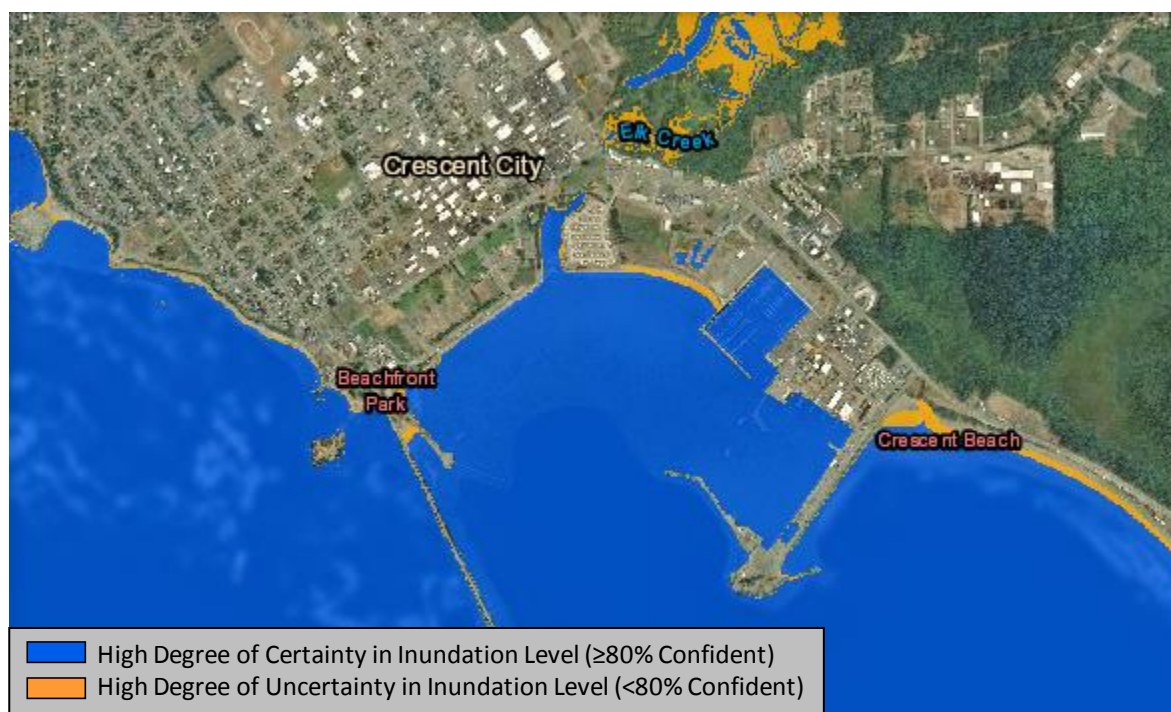 Elk Creek
Crescent City
Beachfront
Park
Crescent Beach
High Degree of Certainty in Inundation Level (≥80% Confident)
High Degree of Uncertainty in Inundation Level (<80% Confident)